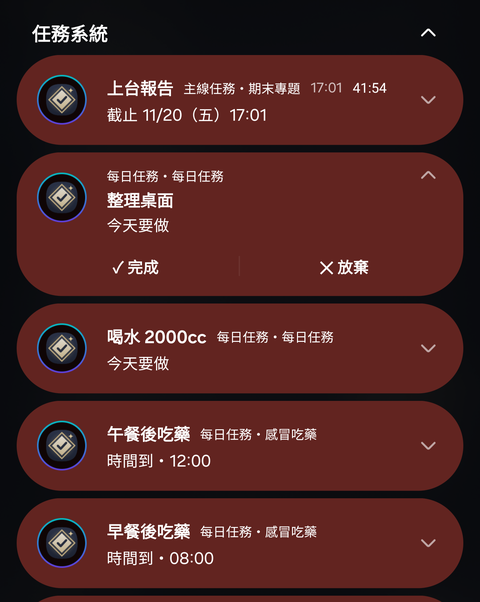 任務系統
上台報告 主線任務・期末專題 17:01 41:54
截止 11/20（五）17:01
每日任務・每日任務
整理桌面
今天要做
✓完成 ✕放棄
喝水 2000cc 每日任務・每日任務
今天要做
午餐後吃藥 每日任務・感冒吃藥
時間到・12:00
早餐後吃藥 每日任務・感冒吃藥
時間到・08:00